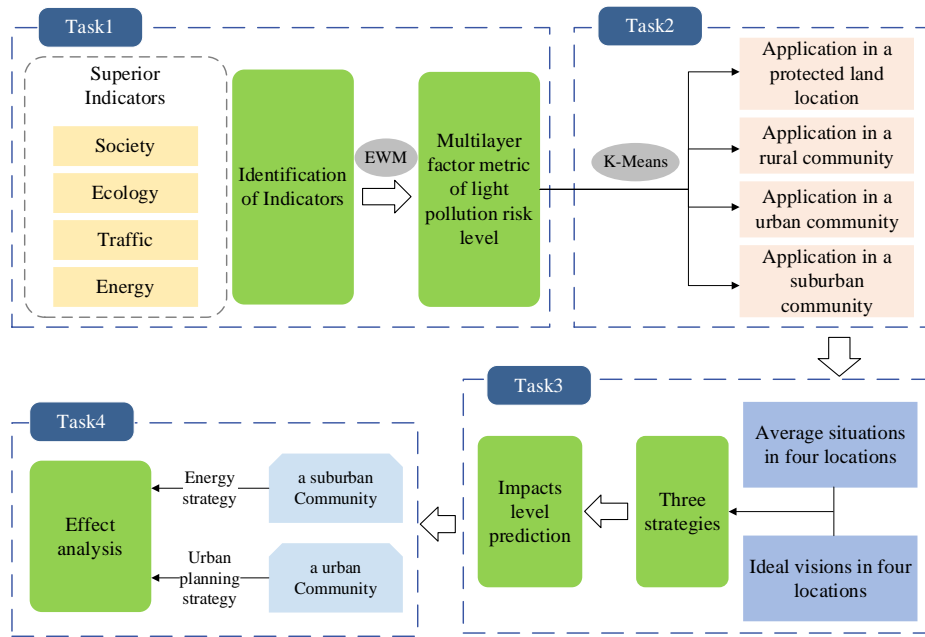 Task1
Superior
Indicators
Society
Ecology
Traffic
Energy
Identification
of Indicators
EWM
Multilayer
factor metric
of light
pollution risk
level
Task2
K-Means
Application in a
protected land
location
Application in a
rural community
Application in a
urban community
Application in a
suburban
community
Task3
Average situations
in four locations
Ideal visions in four
locations
Three
strategies
Impacts
level
prediction
Task4
a suburban
Community
Energy
strategy
a urban
Community
Urban
planning
strategy
Effect
analysis